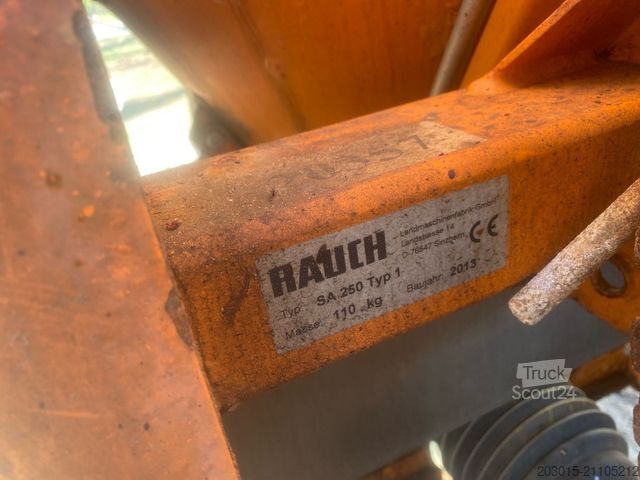 RAUCH
Landmaschinenfabrik GmbH
Landstrasse 14
D-76547 Sinzheim
CE
Typ SA 250 Typ 1
Masse: 110 kg Baujahr: 2013
Truck
Scout24
203015-21105212